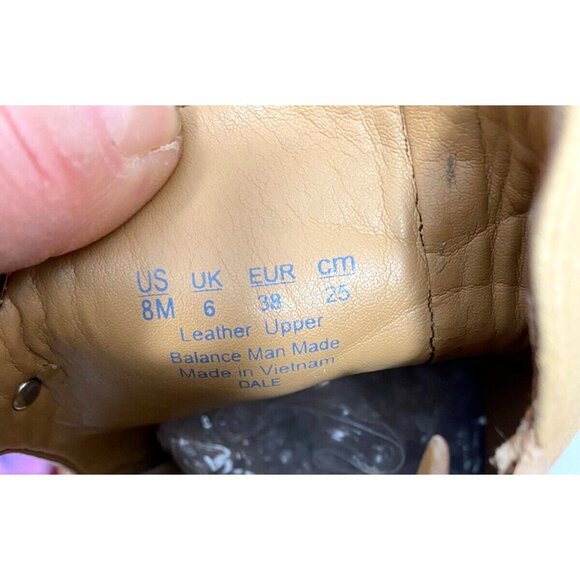 US UK EUR cm
8M 6 38 25
Leather Upper
Balance Man Made
Made in Vietnam
DALE